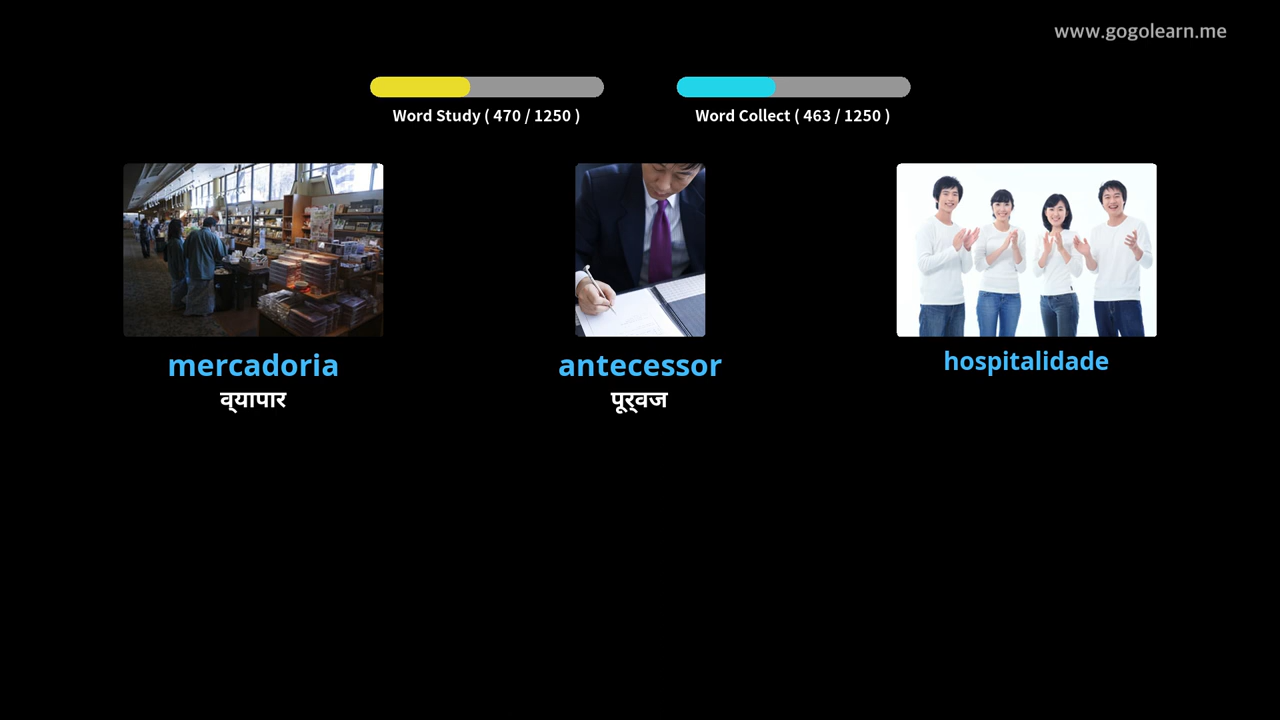 www.gogolearn.me
Word Study ( 470 / 1250 )
Word Collect ( 463 / 1250 )
mercadoria
व्यापार
antecessor
पूर्वज
hospitalidade